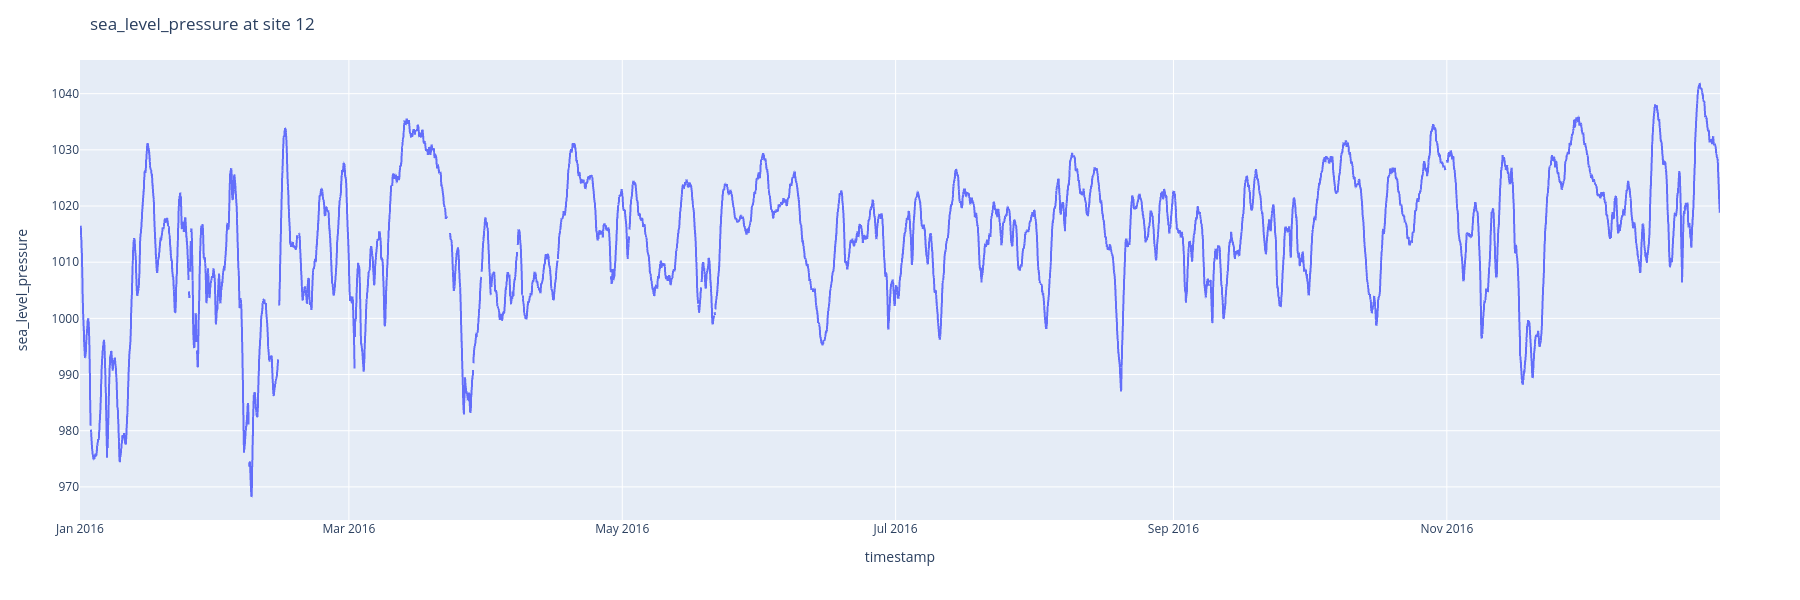 sea_level_pressure at site 12
sea_level_pressure
1040
1030
1020
1010
1000
990
980
970
Jan 2016
Mar 2016
May 2016
Jul 2016
Sep 2016
Nov 2016
timestamp